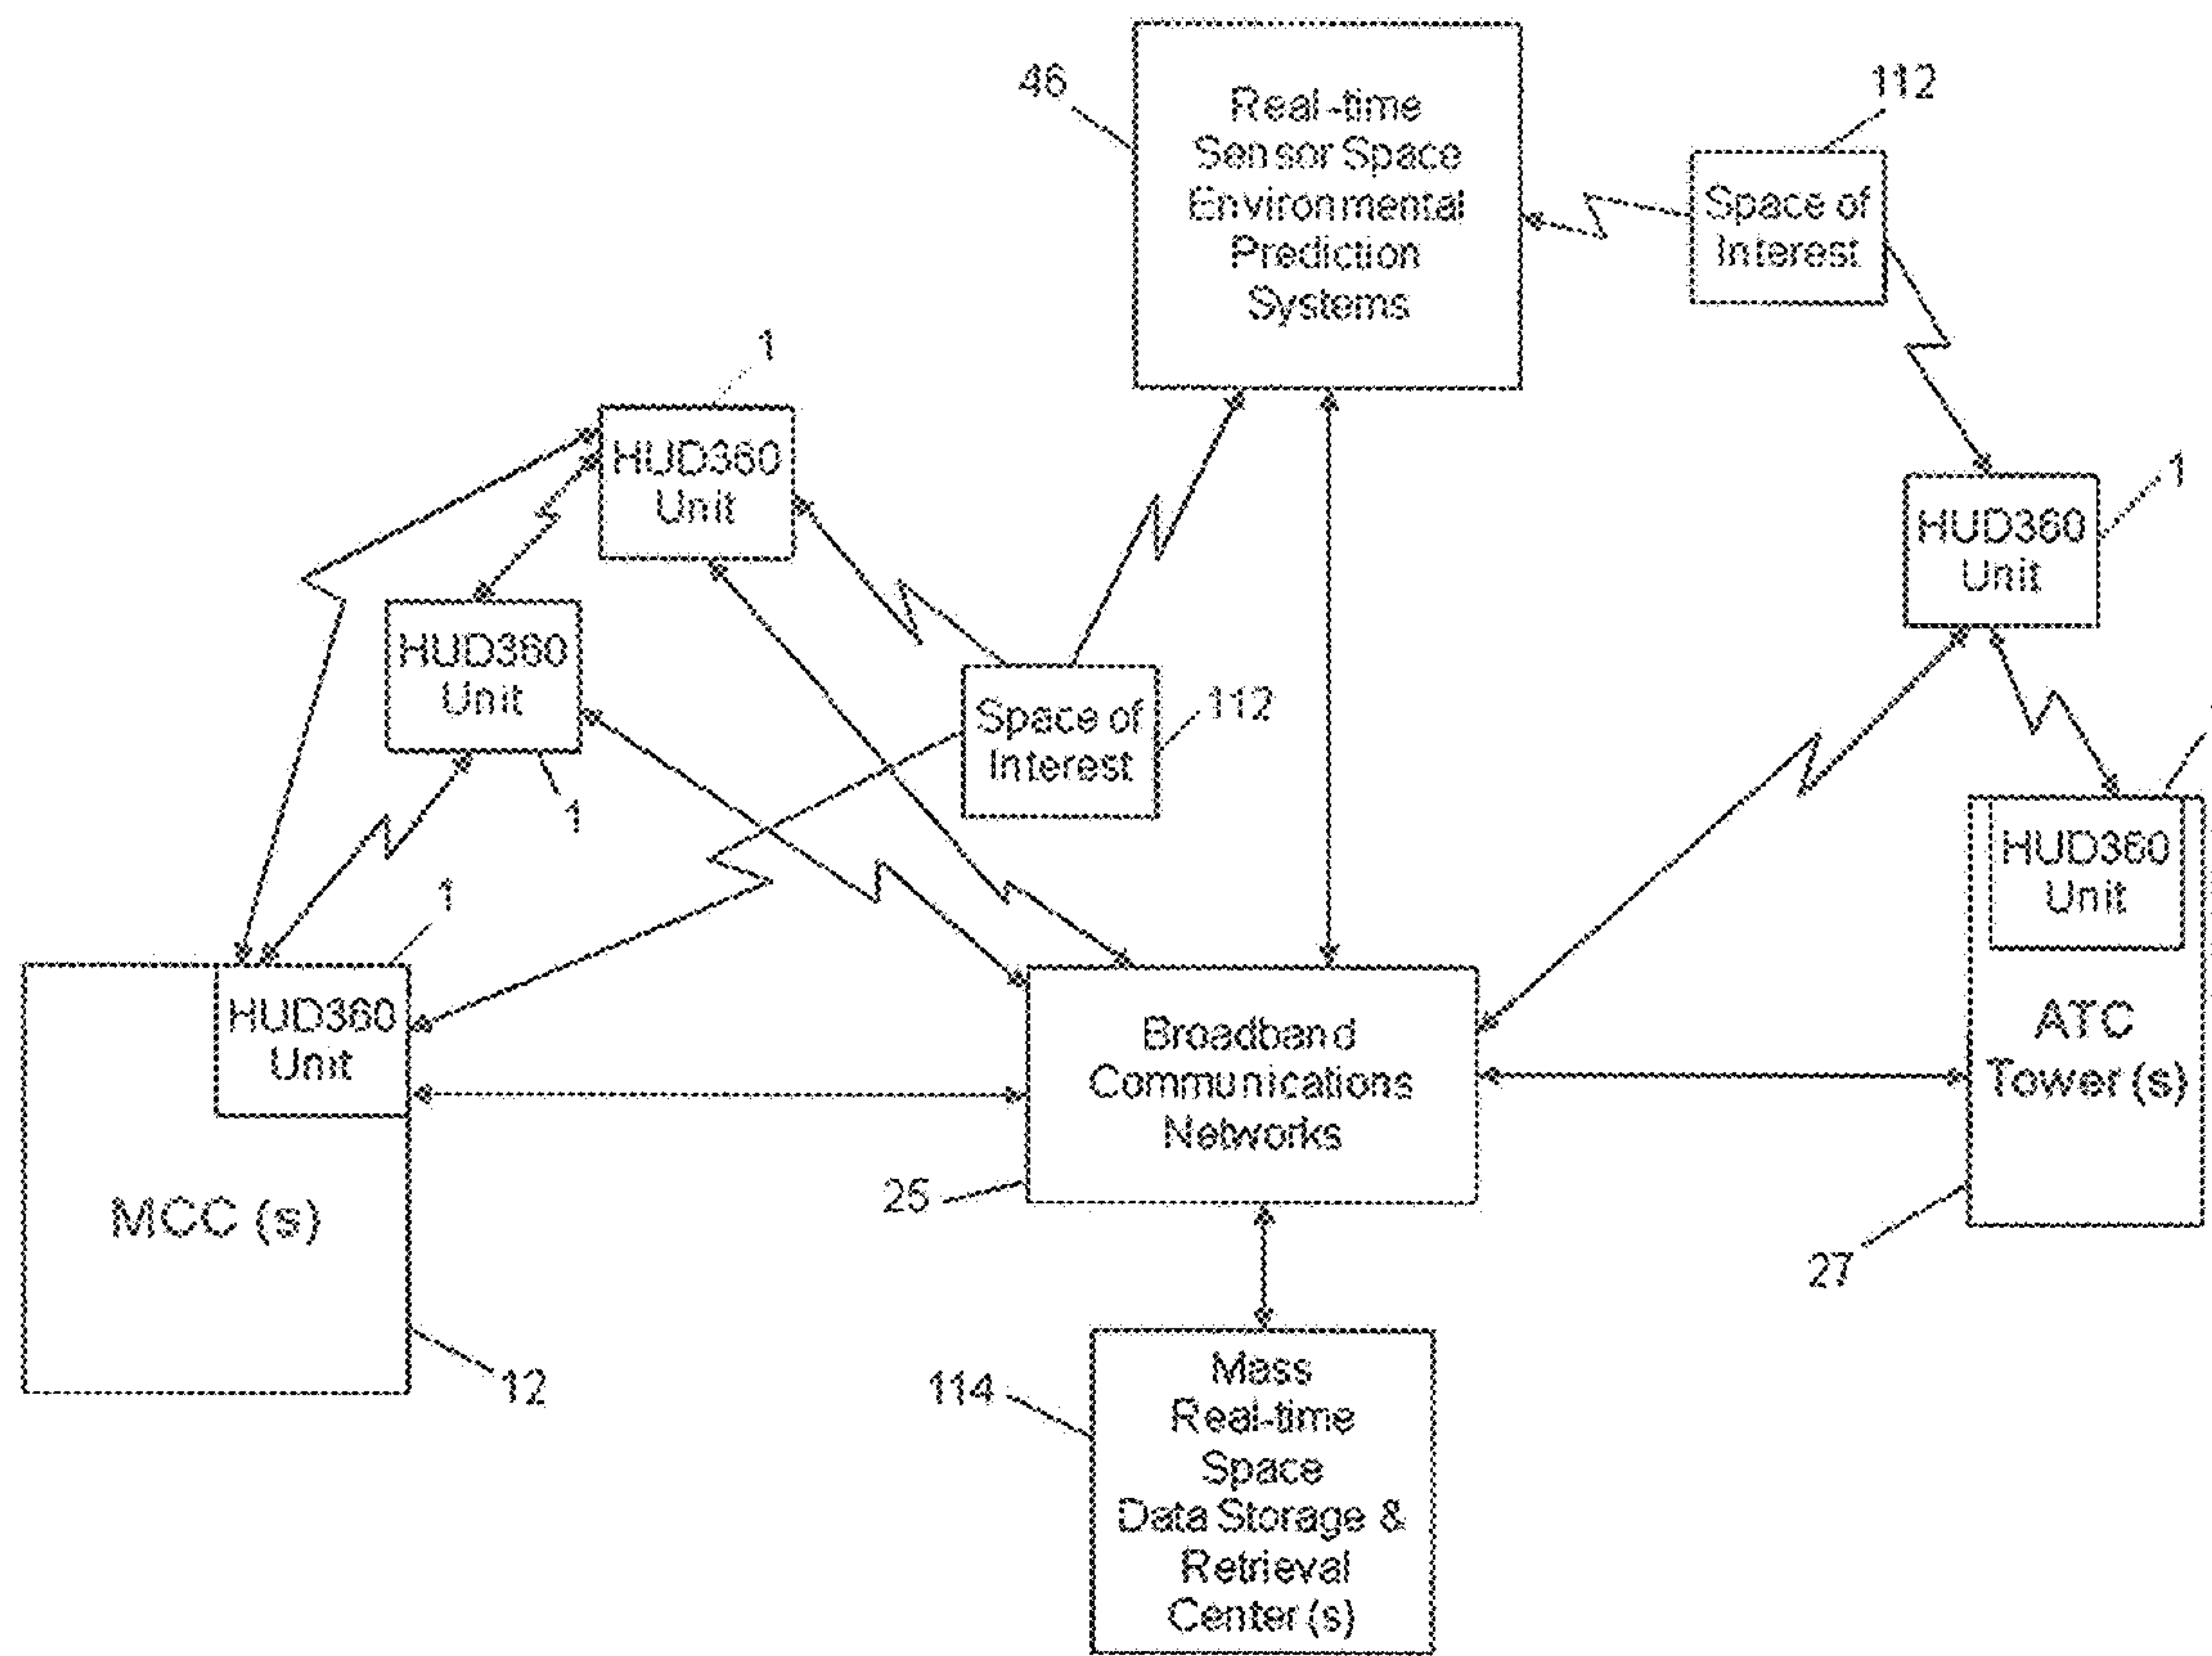 46
Real-time
Sensor Space
Environmental
Prediction
Systems
112
Space of
Interest
1
HUD360
Unit
1
HUD360
Unit
HUD360
Unit
1
Space of
Interest
112
HUD360
Unit
1
HUD360
Unit
MCC (s)
12
Broadband
Communications
Networks
25
ATC
Tower (s)
27
114
Mass
Real-time
Space
Data Storage &
Retrieval
Center (s)